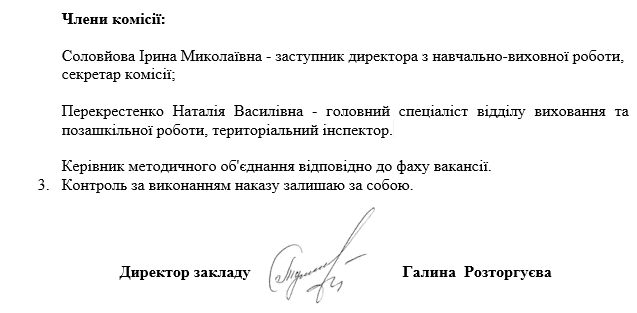 Члени комісії:
Соловйова Ірина Миколаївна - заступник директора з навчально-виховної роботи,
секретар комісії;
Перекрестенко Наталія Василівна - головний спеціаліст відділу виховання та
позашкільної роботи, територіальний інспектор.
Керівник методичного об'єднання відповідно до фаху вакансії.
3. Контроль за виконанням наказу залишаю за собою.
Директор закладу Галина Розторгуєва